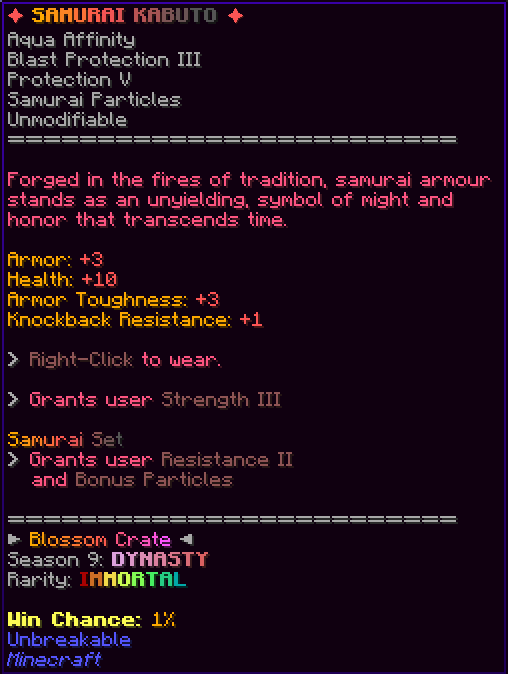 ✦ SAMURAI KABUTO ✦
Aqua Affinity
Blast Protection III
Protection V
Samurai Particles
Unmodifiable
============================
Forged in the fires of tradition, samurai armour
stands as an unyielding, symbol of might and
honor that transcends time.
Armor: +3
Health: +10
Armor Toughness: +3
Knockback Resistance: +1
> Right-Click to wear.
> Grants user Strength III
Samurai Set
> Grants user Resistance II
and Bonus Particles
============================
► Blossom Crate ◄
Season 9: DYNASTY
Rarity: IMMORTAL
Win Chance: 1%
Unbreakable
Minecraft